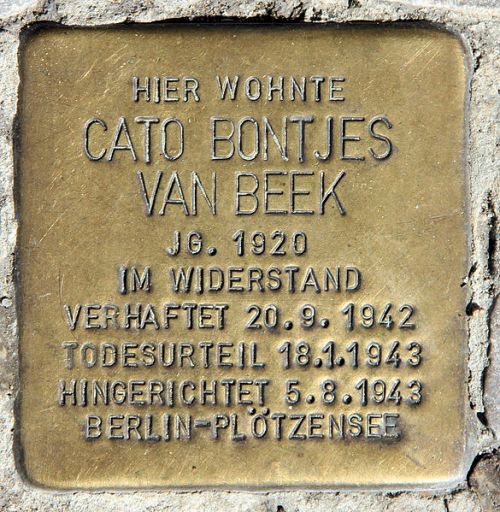 HIER WOHNTE
CATO BONTJES
VAN BEEK
JG. 1920
IM WIDERSTAND
VERHAFTET 20.9.1942
TODESURTEIL 18.1.1943
HINGERICHTET 5.8.1943
BERLIN-PLÖTZENSEE